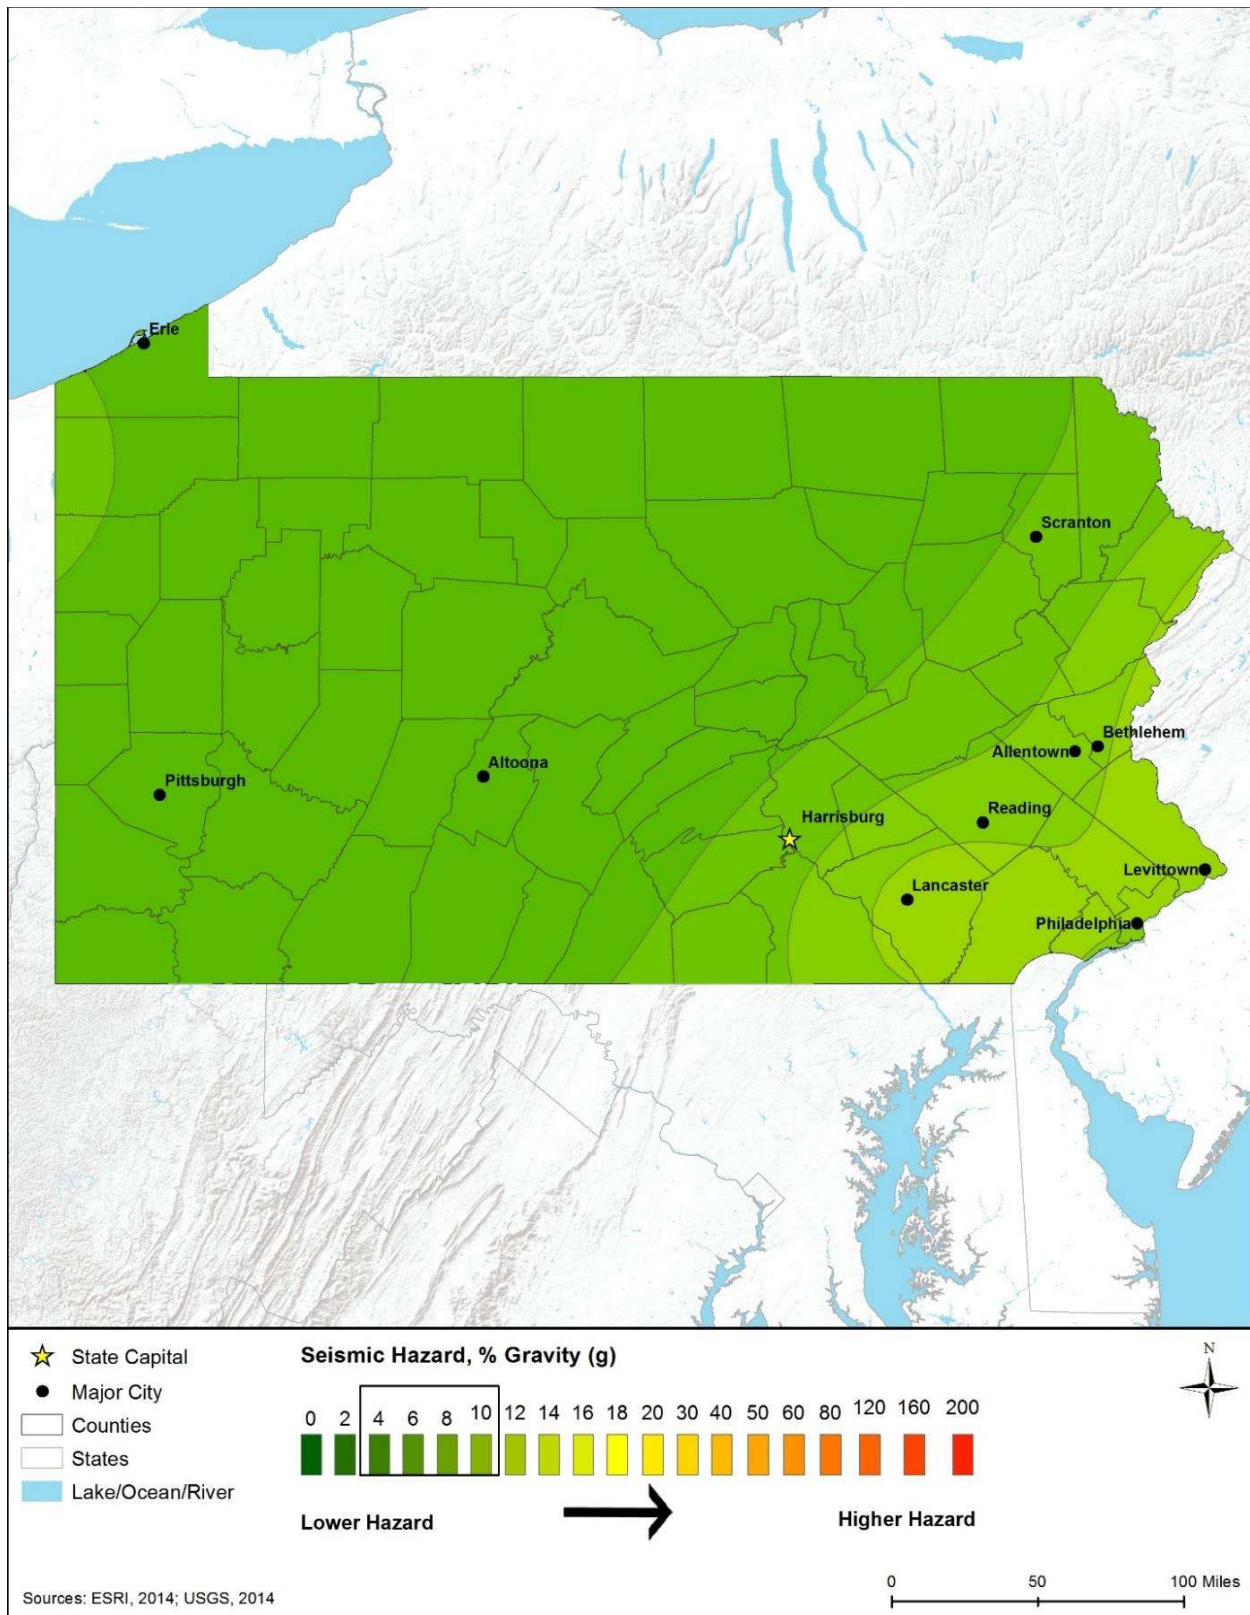 Erie
Scranton
Bethlehem
Allentown
Altoona
Pittsburgh
Reading
Harrisburg
Levittown
Lancaster
Philadelphia
State Capital
Major City
Counties
States
Lake/Ocean/River
Seismic Hazard, % Gravity (g)
0 2 4 6 8 10 12 14 16 18 20 30 40 50 60 80 120 160 200
Lower Hazard Higher Hazard
N
Sources: ESRI, 2014; USGS, 2014
0 50 100 Miles